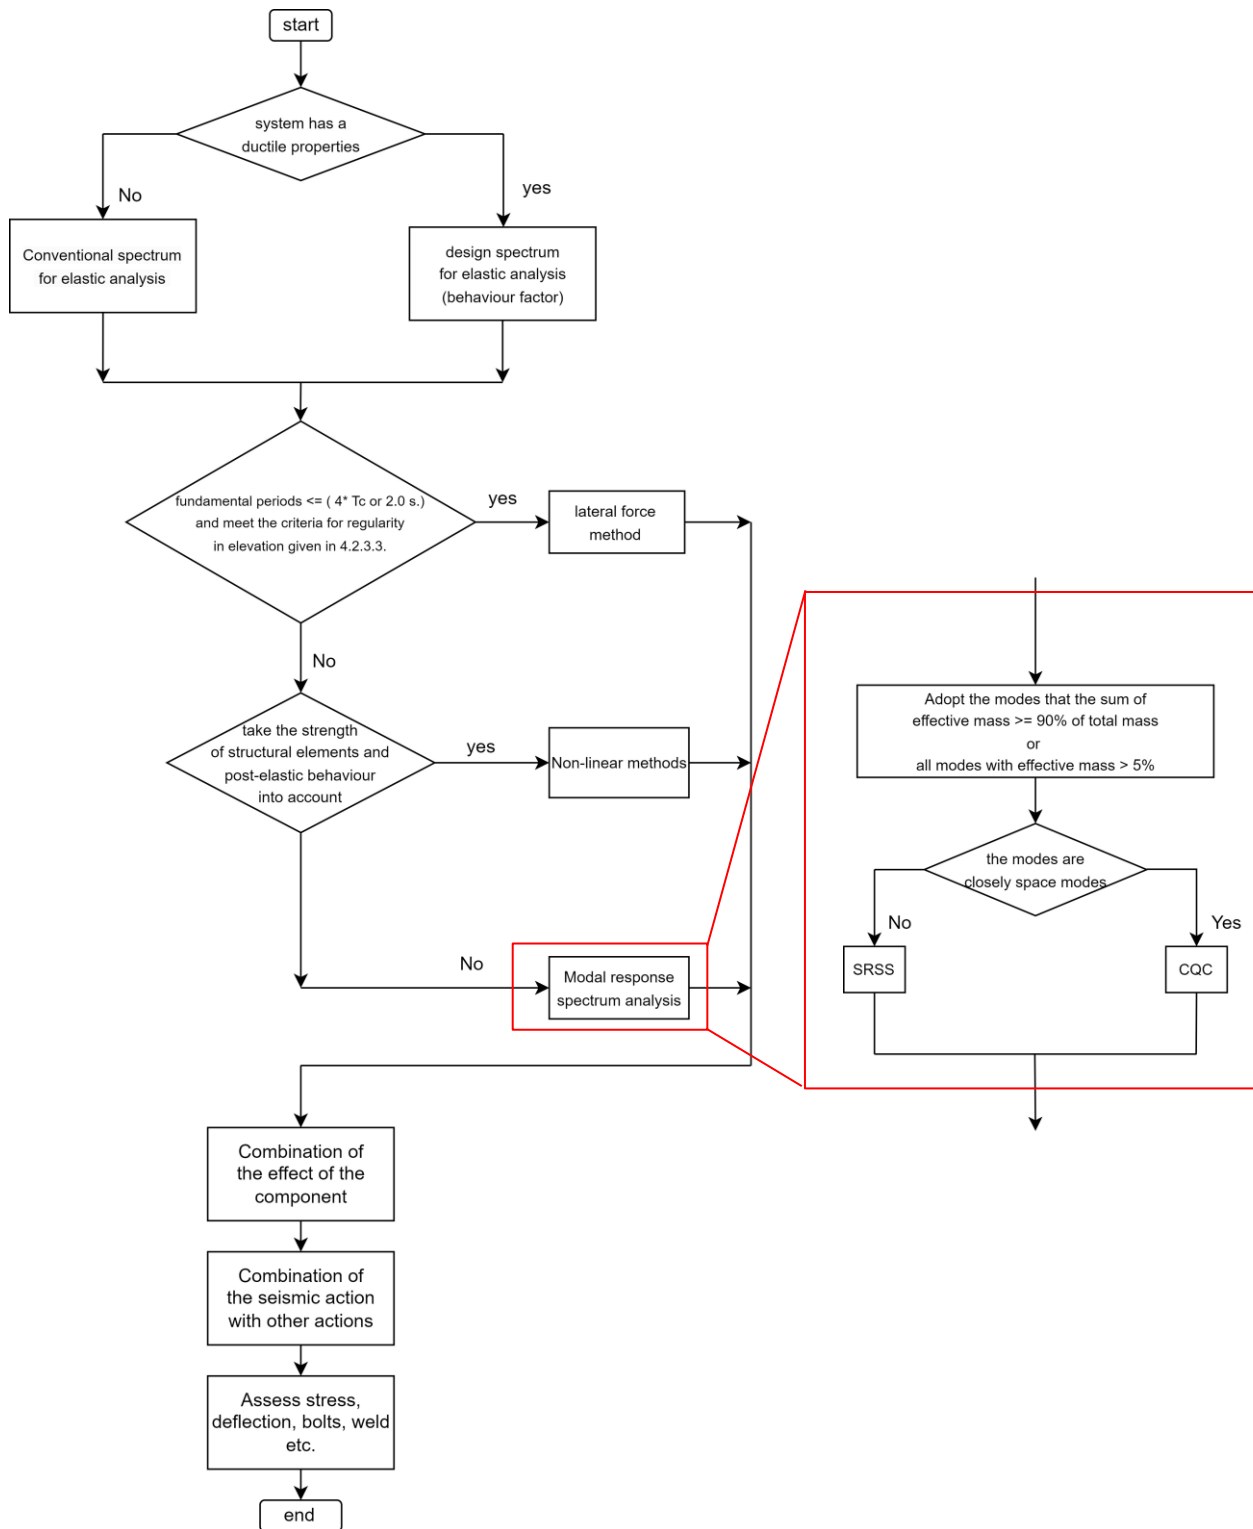 start
system has a
ductile properties
No
yes
Conventional spectrum
for elastic analysis
design spectrum
for elastic analysis
(behaviour factor)
fundamental periods <= ( 4* Tc or 2.0 s.)
and meet the criteria for regularity
in elevation given in 4.2.3.3.
yes
lateral force
method
No
take the strength
of structural elements and
post-elastic behaviour
into account
yes
Non-linear methods
No
Modal response
spectrum analysis
Adopt the modes that the sum of
effective mass >= 90% of total mass
or
all modes with effective mass > 5%
the modes are
closely space modes
No
Yes
SRSS
CQC
Combination of
the effect of the
component
Combination of
the seismic action
with other actions
Assess stress,
deflection, bolts, weld
etc.
end